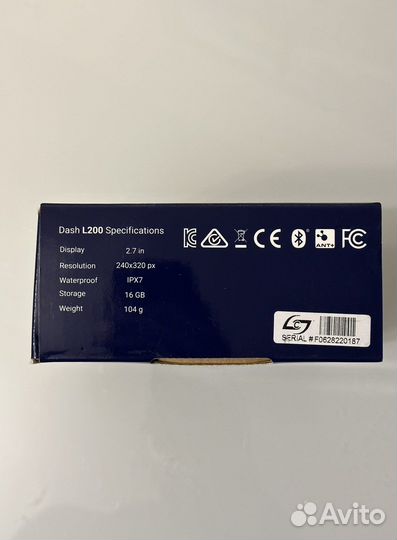 Dash L200 Specifications
Display 2.7 in
Resolution 240x320 px
Waterproof IPX7
Storage 16 GB
Weight 104 g
ANT+
SERIAL # F0628220187
Avito